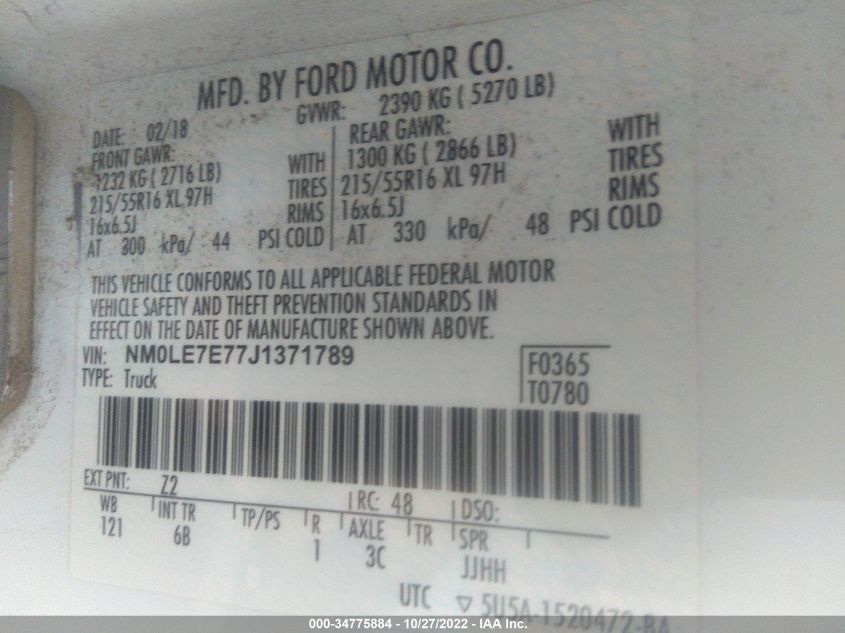 MFD. BY FORD MOTOR CO.
DATE: 02/18 GVWR: 2390 KG ( 5270 LB)
FRONT GAWR: REAR GAWR:
1232 KG ( 2716 LB) WITH 1300 KG ( 2866 LB) WITH
215/55R16 XL 97H TIRES 215/55R16 XL 97H TIRES
16x6.5J RIMS 16x6.5J RIMS
AT 300 kPa/ 44 PSI COLD AT 330 kPa/ 48 PSI COLD
THIS VEHICLE CONFORMS TO ALL APPLICABLE FEDERAL MOTOR
VEHICLE SAFETY AND THEFT PREVENTION STANDARDS IN
EFFECT ON THE DATE OF MANUFACTURE SHOWN ABOVE.
VIN: NM0LE7E77J1371789 F0365
TYPE: Truck T0780
EXT PNT: Z2 RC: 48 DSO:
WB INT TR TP/PS R AXLE TR SPR
121 6B 1 3C JJHH
UTC ▽ 5U5A-1520472-BA
000-34775884 - 10/27/2022 - IAA Inc.